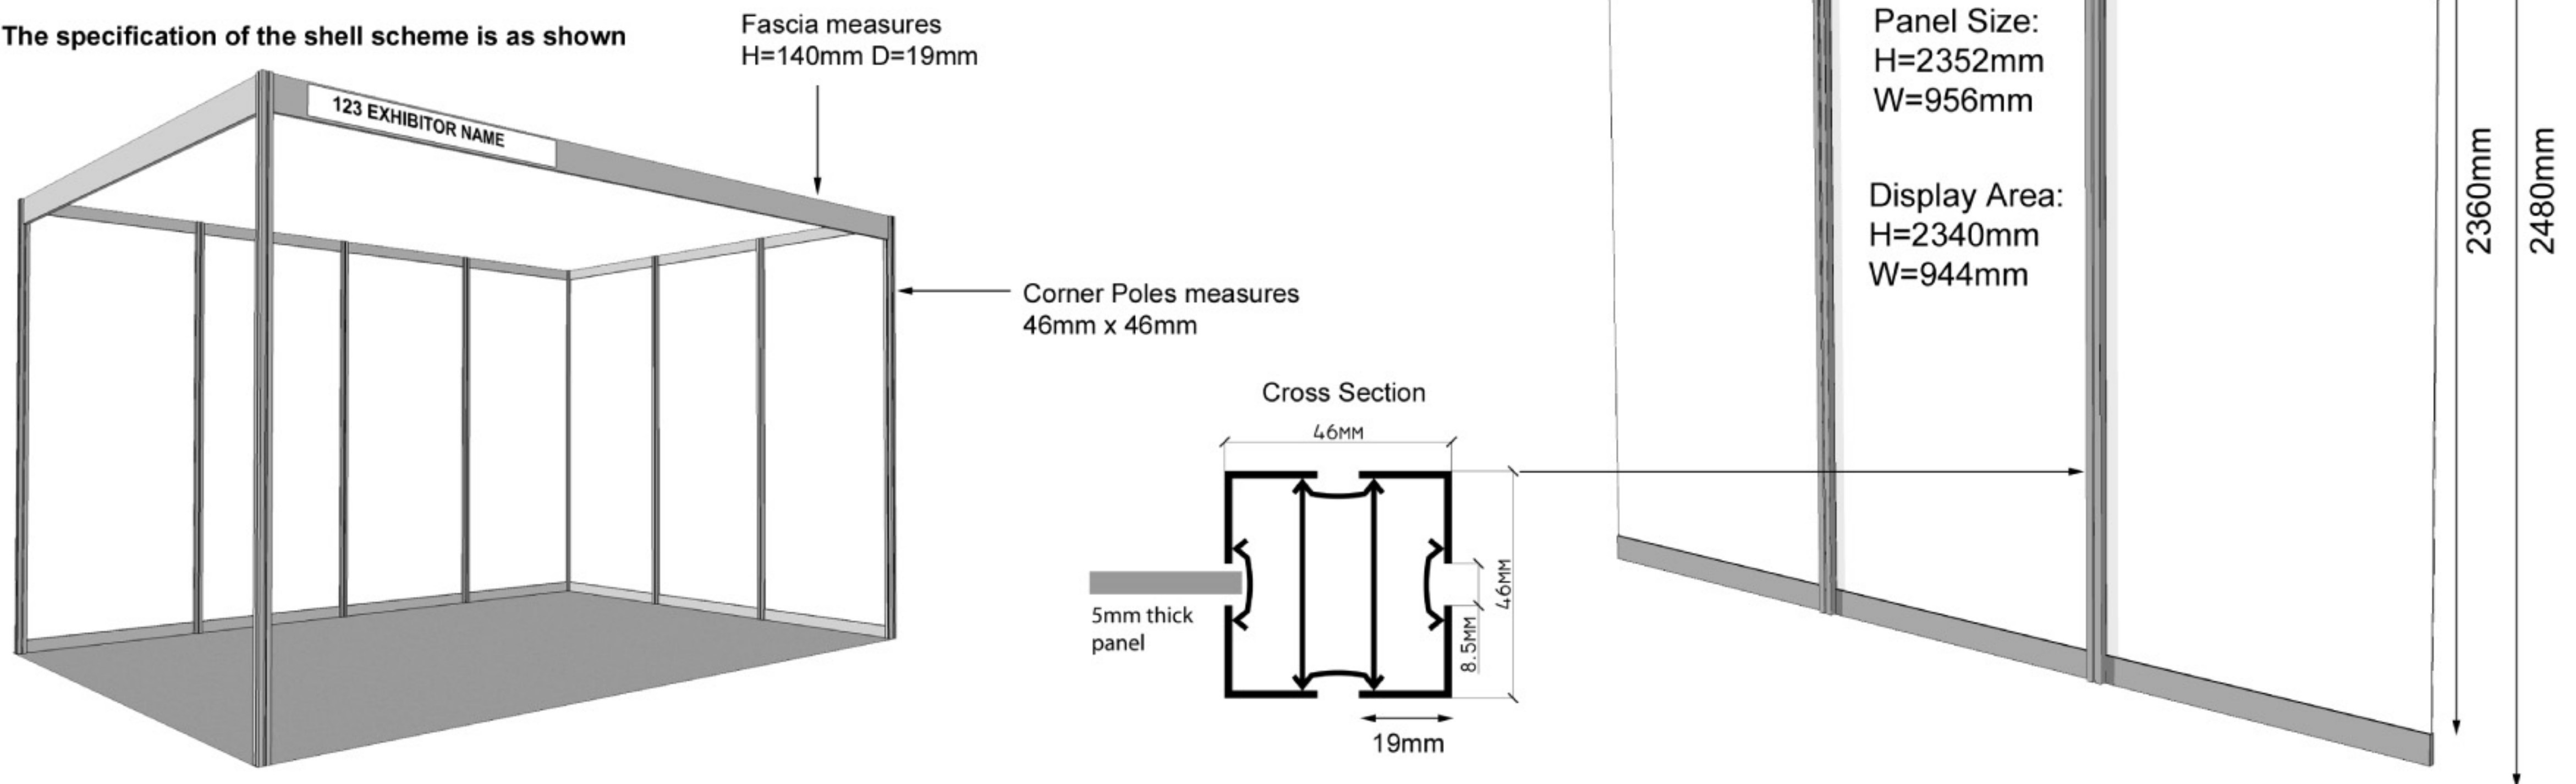 The specification of the shell scheme is as shown
Fascia measures
H=140mm D=19mm
123 EXHIBITOR NAME
Corner Poles measures
46mm x 46mm
Cross Section
46MM
46MM
8.5MM
5mm thick
panel
19mm
Panel Size:
H=2352mm
W=956mm
Display Area:
H=2340mm
W=944mm
2360mm
2480mm